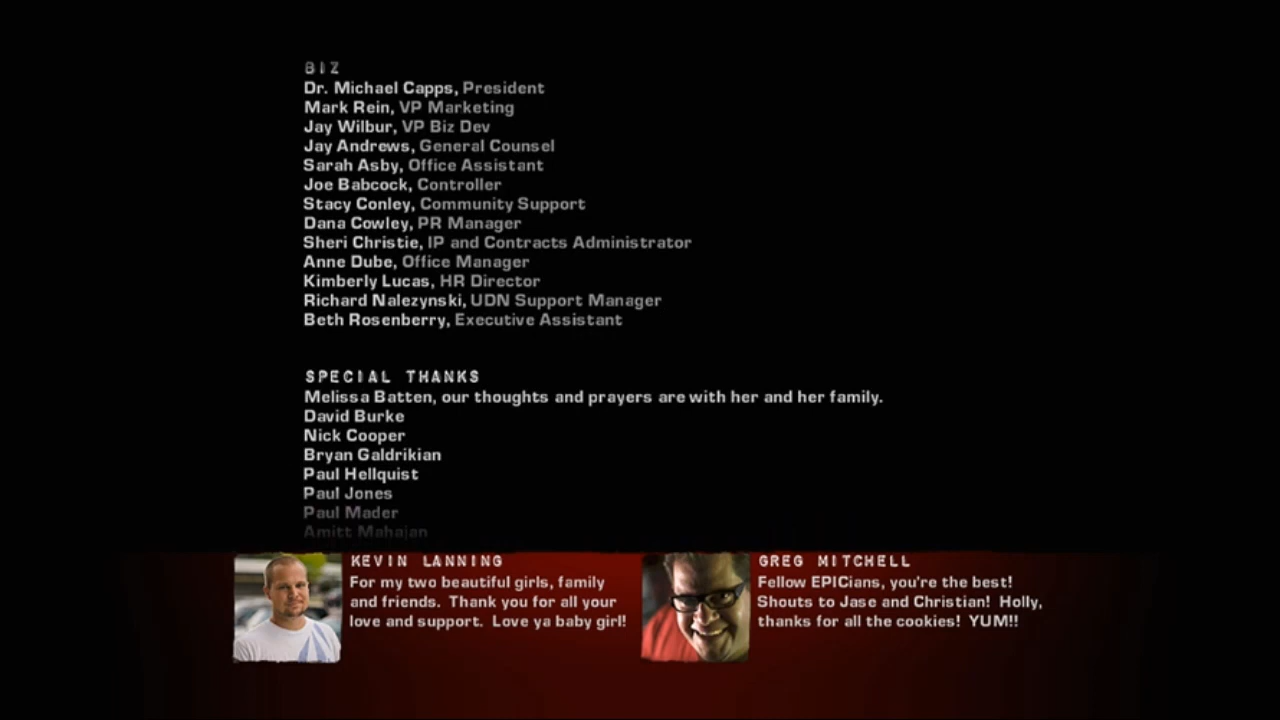 BIZ
Dr. Michael Capps, President
Mark Rein, VP Marketing
Jay Wilbur, VP Biz Dev
Jay Andrews, General Counsel
Sarah Asby, Office Assistant
Joe Babcock, Controller
Stacy Conley, Community Support
Dana Cowley, PR Manager
Sheri Christie, IP and Contracts Administrator
Anne Dube, Office Manager
Kimberly Lucas, HR Director
Richard Nalezynski, UDN Support Manager
Beth Rosenberry, Executive Assistant
SPECIAL THANKS
Melissa Batten, our thoughts and prayers are with her and her family.
David Burke
Nick Cooper
Bryan Galdrikian
Paul Hellquist
Paul Jones
Paul Mader
Amitt Mahajan
KEVIN LANNING
For my two beautiful girls, family
and friends. Thank you for all your
love and support. Love ya baby girl!
GREG MITCHELL
Fellow EPICians, you're the best!
Shouts to Jase and Christian! Holly,
thanks for all the cookies! YUM!!